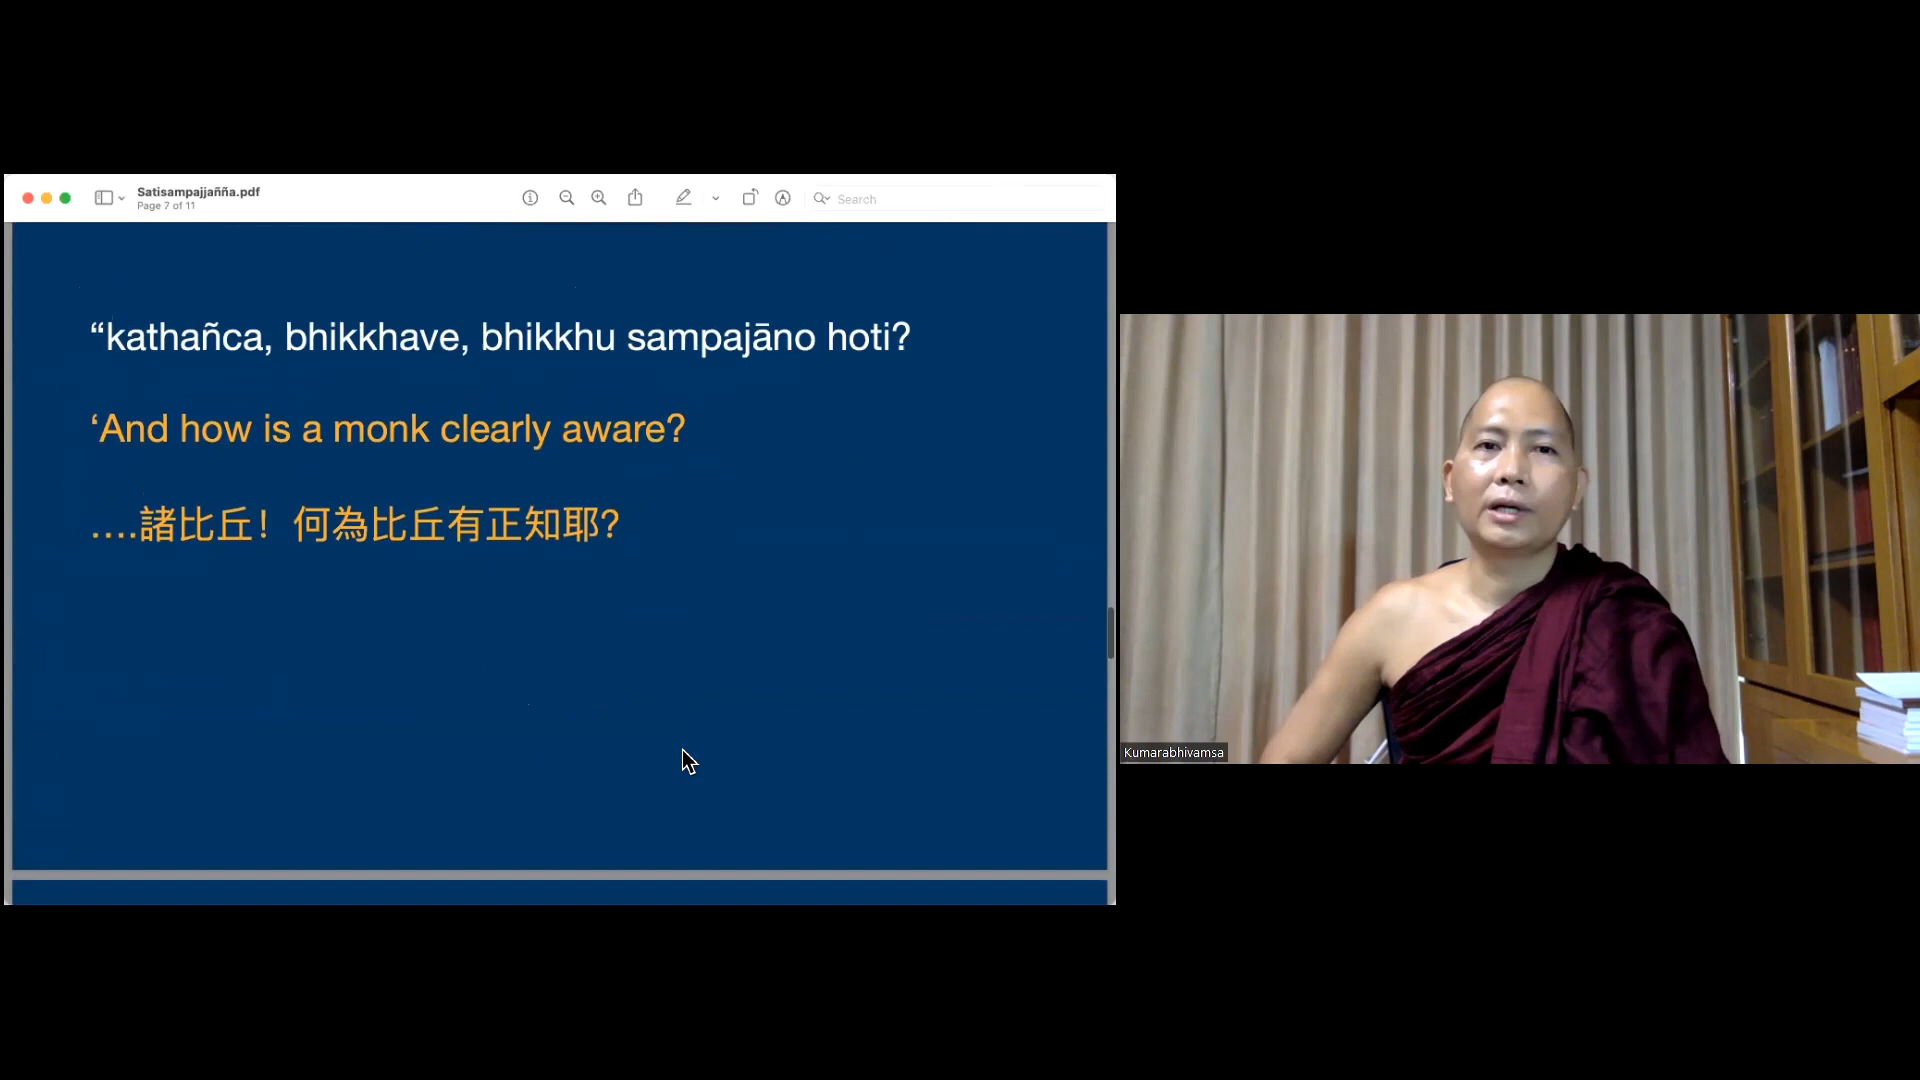 Satisampajjañña.pdf
Page 7 of 11
Search
“kathañca, bhikkhave, bhikkhu sampajāno hoti?
‘And how is a monk clearly aware?
....諸比丘！何為比丘有正知耶?
Kumarabhivamsa